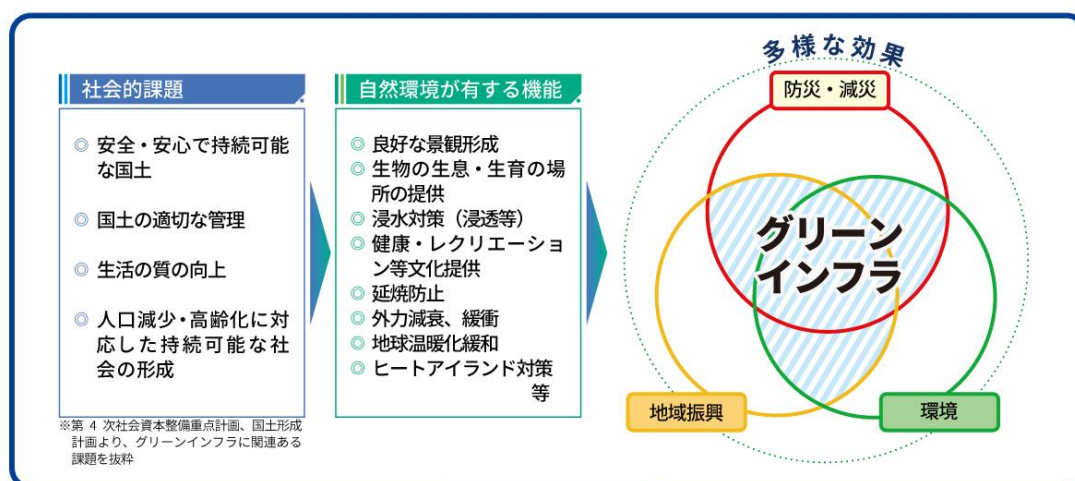 社会的課題
◎ 安全・安心で持続可能
な国土
◎ 国土の適切な管理
◎ 生活の質の向上
◎ 人口減少・高齢化に対
応した持続可能な社
会の形成
※第 4 次社会資本整備重点計画、国土形成
計画より、グリーンインフラに関連ある
課題を抜粋
自然環境が有する機能
◎ 良好な景観形成
◎ 生物の生息・生育の場
所の提供
◎ 浸水対策（浸透等）
◎ 健康・レクリエーショ
ン等文化提供
◎ 延焼防止
◎ 外力減衰、緩衝
◎ 地球温暖化緩和
◎ ヒートアイランド対策
等
多様な効果
防災・減災
グリーン
インフラ
地域振興
環境